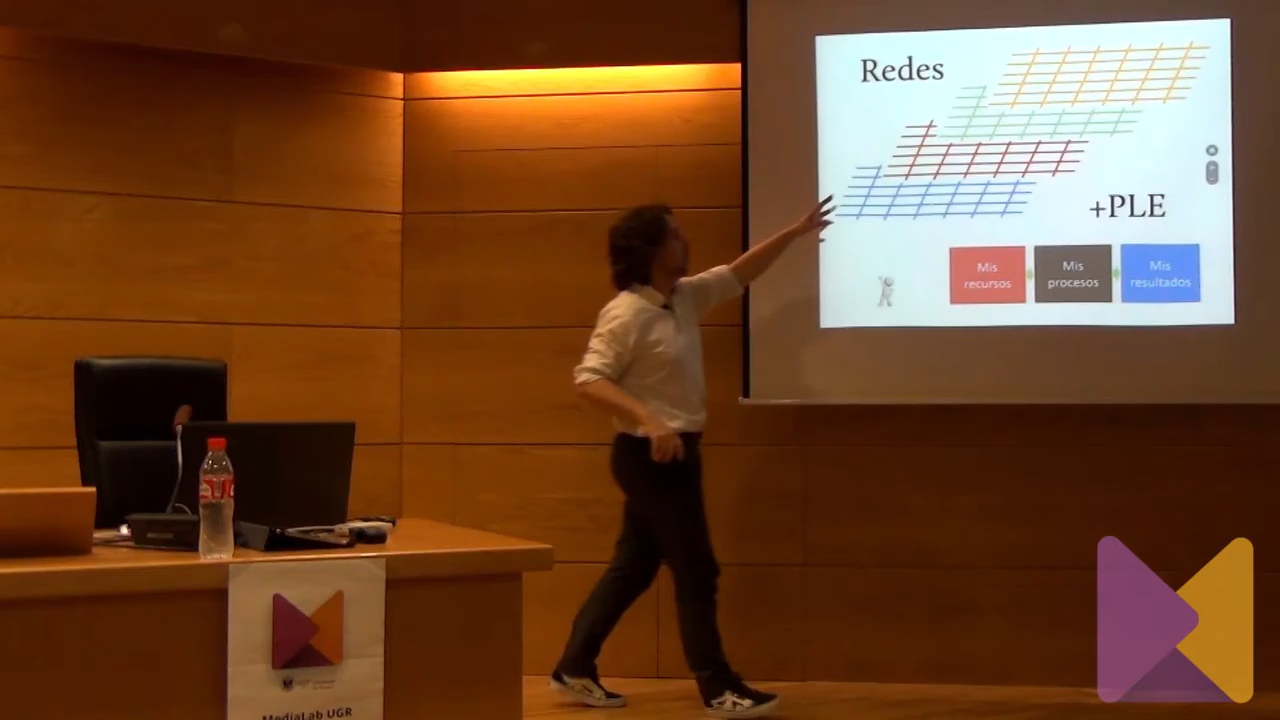 Redes
+PLE
Mis
recursos
Mis
procesos
Mis
resultados
MediaLab UGR